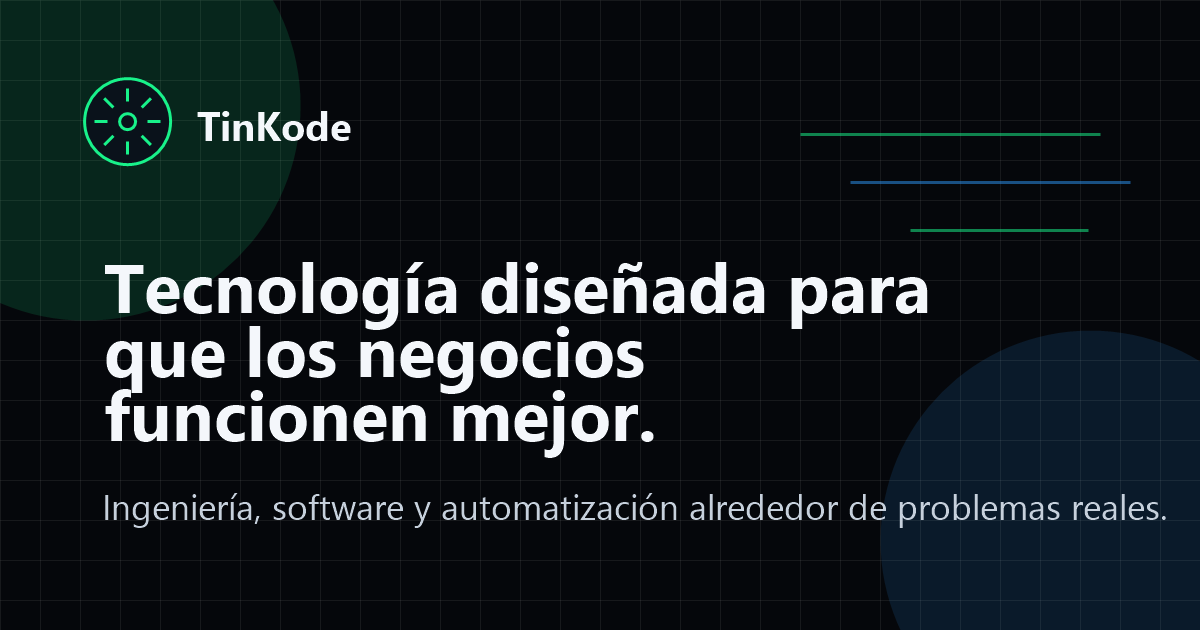 TinKode
Tecnología diseñada para
que los negocios
funcionen mejor.
Ingeniería, software y automatización alrededor de problemas reales.